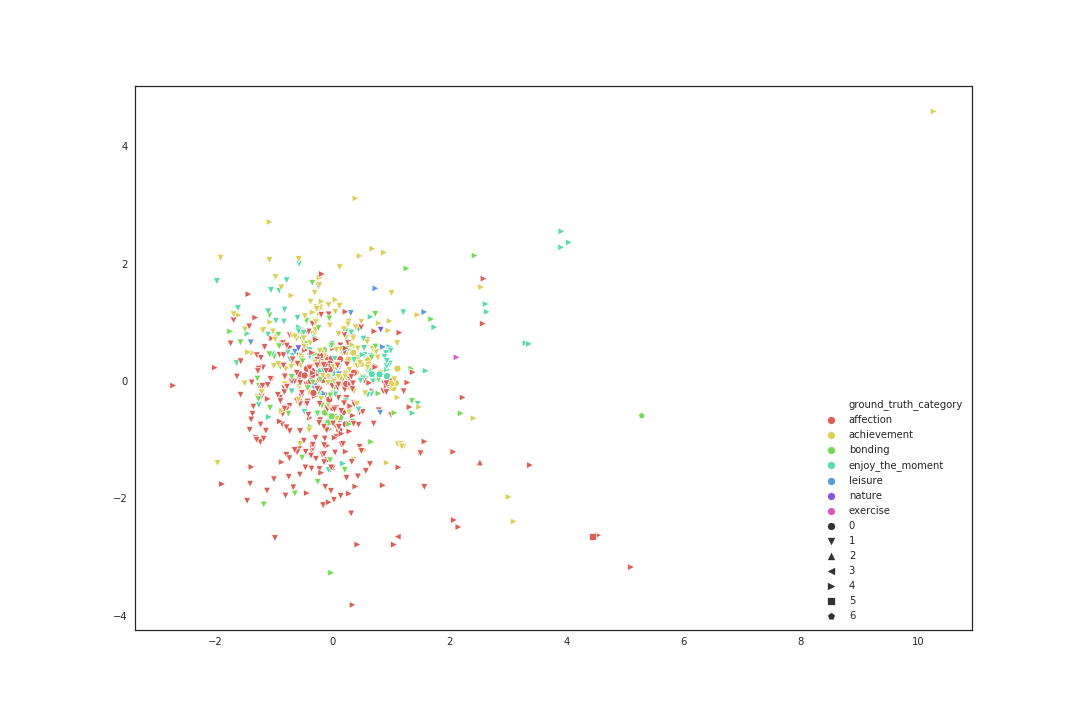 4
2
0
−2
−4
−2
0
2
4
6
8
10
ground_truth_category
affection
achievement
bonding
enjoy_the_moment
leisure
nature
exercise
0
1
2
3
4
5
6